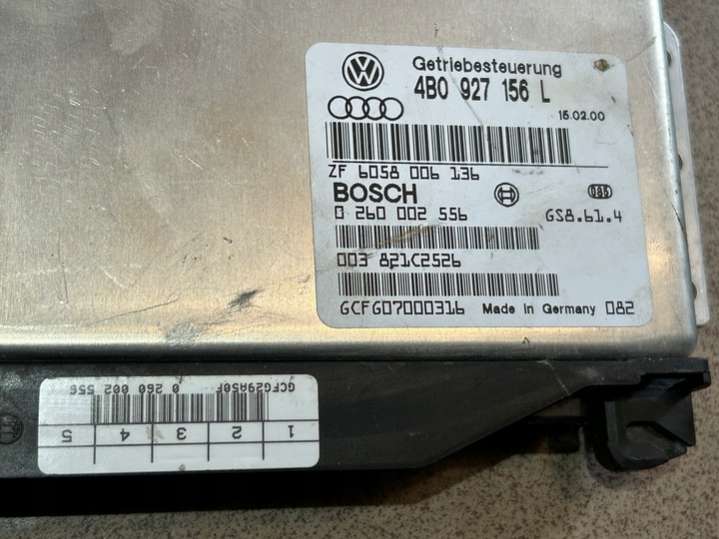 Getriebesteuerung
4B0 927 156 L
15.02.00
ZF 6058 006 136
BOSCH
0 260 002 556
GS8.61.4
003 821C2526
GCFG07000316 Made in Germany 082
GCFG29AS0F 0 260 002 556
1 2 3 4 5